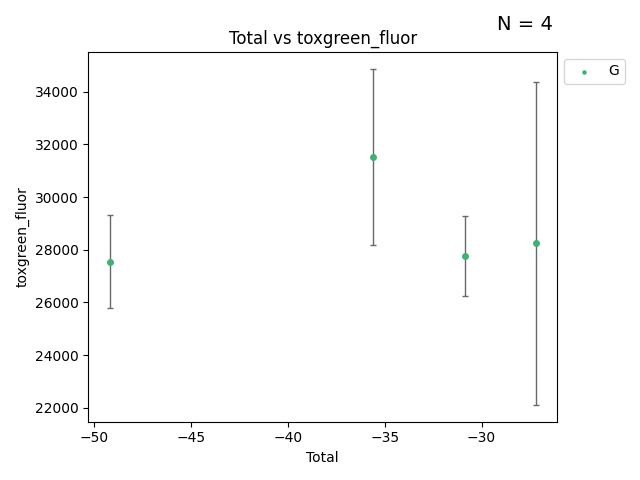 N = 4
Total vs toxgreen_fluor
G
toxgreen_fluor
34000
32000
30000
28000
26000
24000
22000
−50 −45 −40 −35 −30
Total